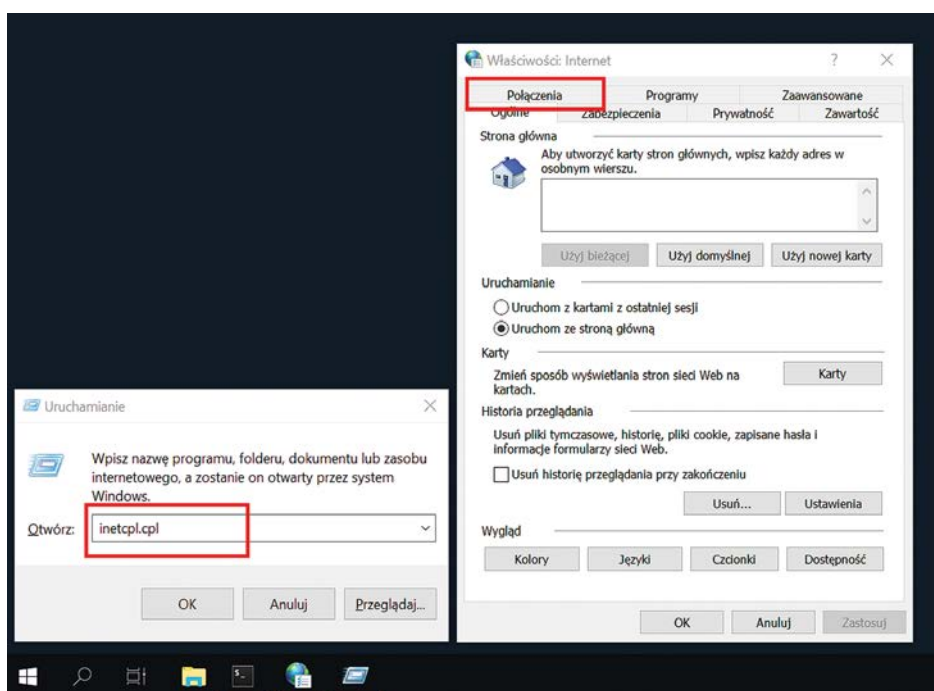 Właściwości: Internet
Połączenia Programy Zaawansowane
Ogólne Zabezpieczenia Prywatność Zawartość
Strona główna
Aby utworzyć karty stron głównych, wpisz każdy adres w
osobnym wierszu.
Użyj bieżącej Użyj domyślnej Użyj nowej karty
Uruchamianie
Uruchom z kartami z ostatniej sesji
Uruchom ze stroną główną
Karty
Zmień sposób wyświetlania stron sieci Web na
kartach.
Karty
Historia przeglądania
Usuń pliki tymczasowe, historię, pliki cookie, zapisane hasła i
informacje formularzy sieci Web.
Usuń historię przeglądania przy zakończeniu
Usuń... Ustawienia
Wygląd
Kolory Języki Czcionki Dostępność
OK Anuluj Zastosuj
Uruchamianie
Wpisz nazwę programu, folderu, dokumentu lub zasobu
internetowego, a zostanie on otwarty przez system
Windows.
Otwórz: inetcpl.cpl
OK Anuluj Przeglądaj...